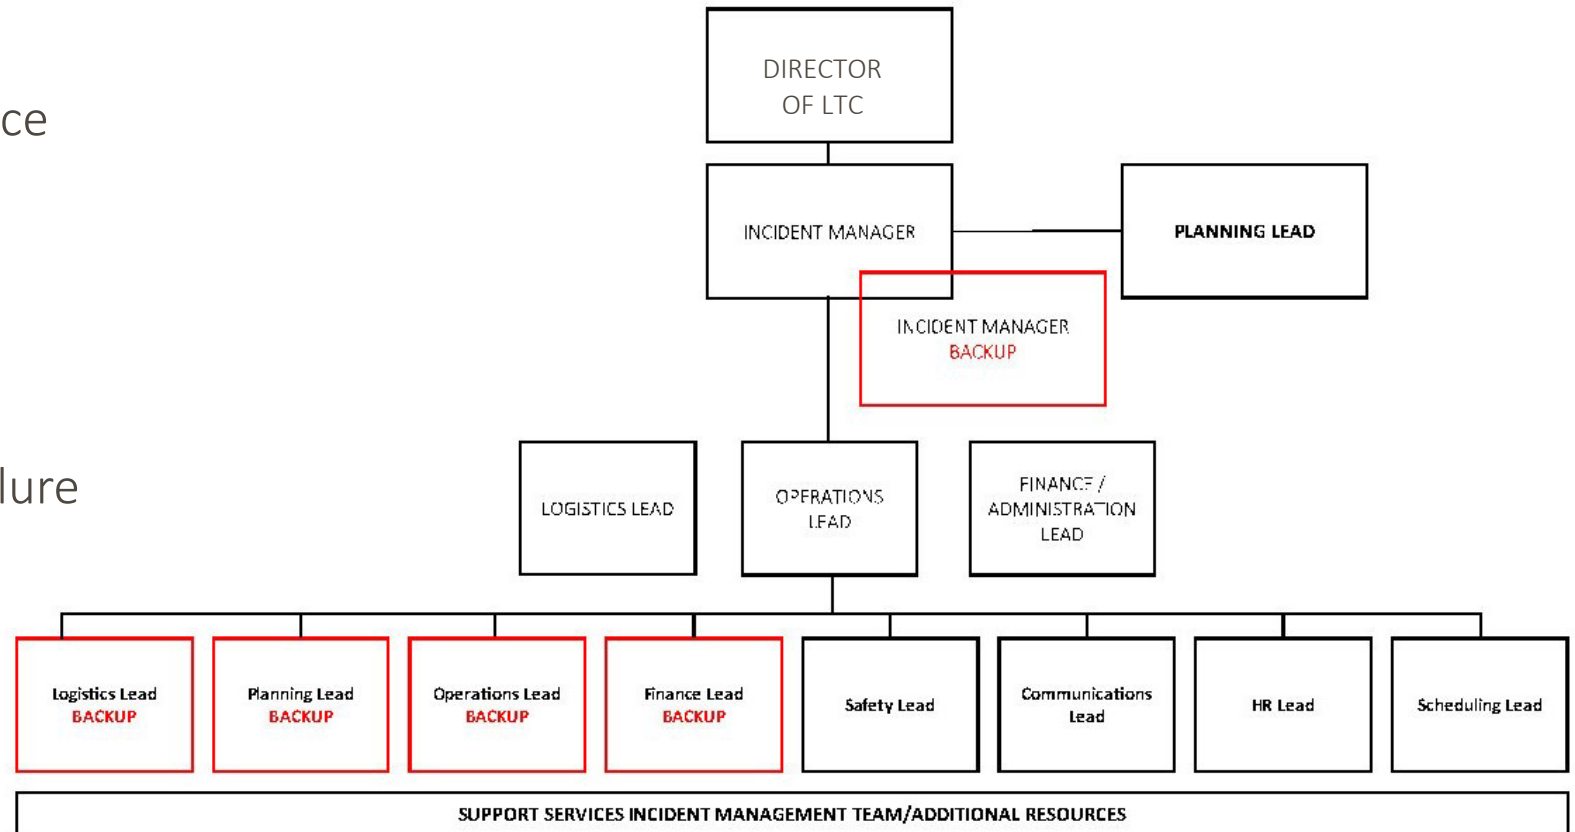 DIRECTOR
OF LTC
ce
INCIDENT MANAGER
PLANNING LEAD
INCIDENT MANAGER
BACKUP
lure
LOGISTICS LEAD
OPERATIONS
LEAD
FINANCE /
ADMINISTRATION
LEAD
Logistics Lead
BACKUP
Planning Lead
BACKUP
Operations Lead
BACKUP
Finance Lead
BACKUP
Safety Lead
Communications
Lead
HR Lead
Scheduling Lead
SUPPORT SERVICES INCIDENT MANAGEMENT TEAM/ADDITIONAL RESOURCES